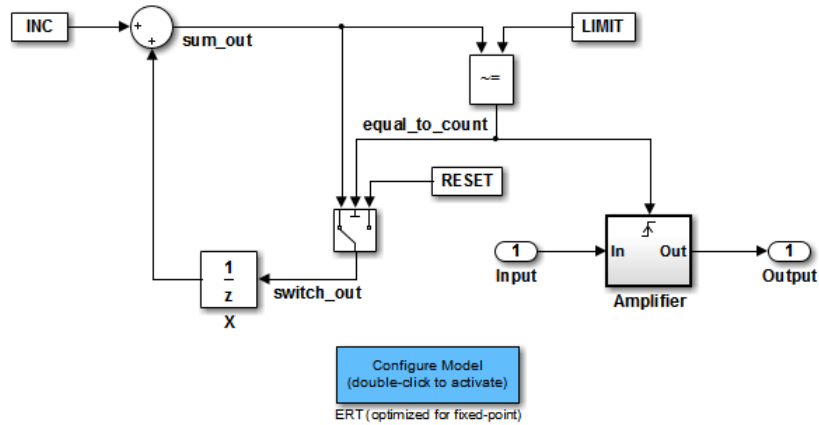 INC
+
+
sum_out
LIMIT
~=
equal_to_count
RESET
1
z
X
switch_out
1
Input
In
Out
Amplifier
1
Output
Configure Model
(double-click to activate)
ERT (optimized for fixed-point)